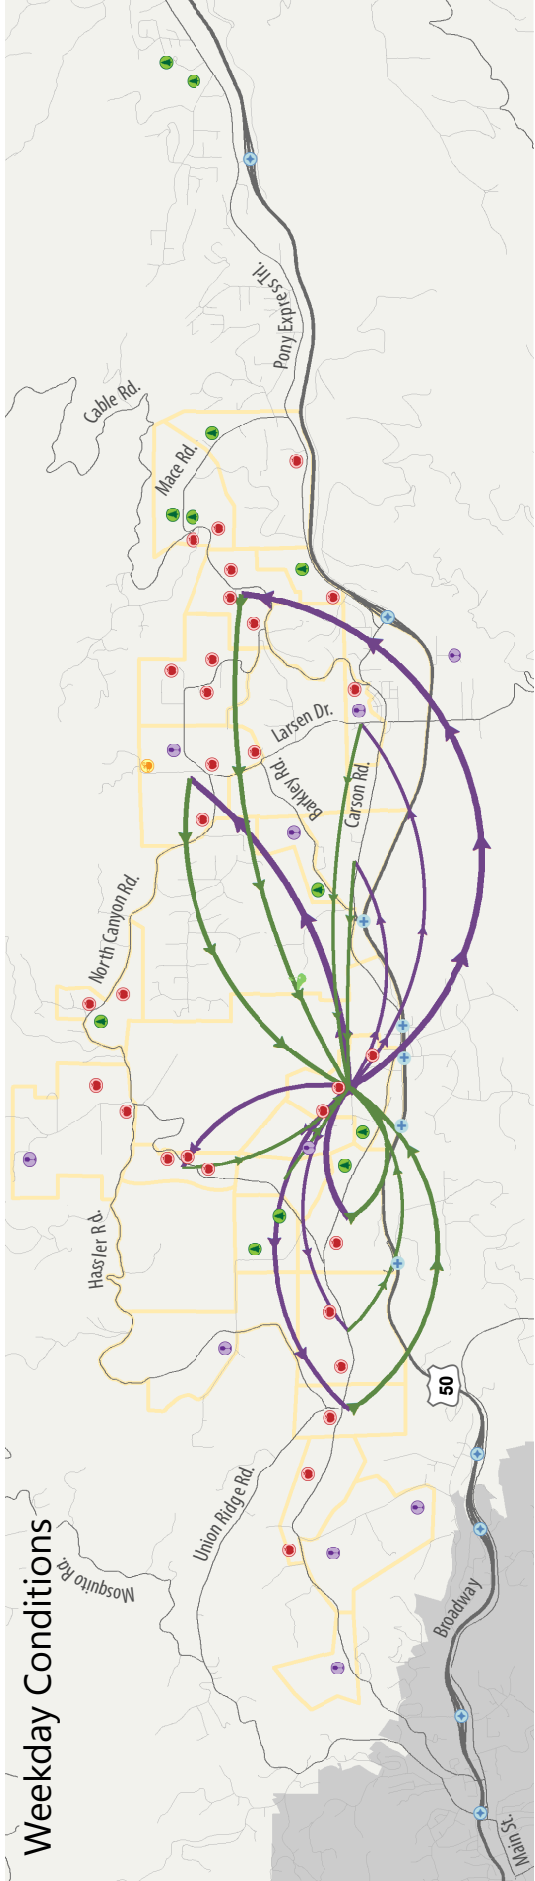 Weekday Conditions
Mosquito Rd.
Union Ridge Rd.
Hassler Rd.
North Canyon Rd.
Cable Rd.
Mace Rd.
Pony Express Trl.
Larsen Dr.
Barkley Rd.
Carson Rd.
50
Broadway
Main St.